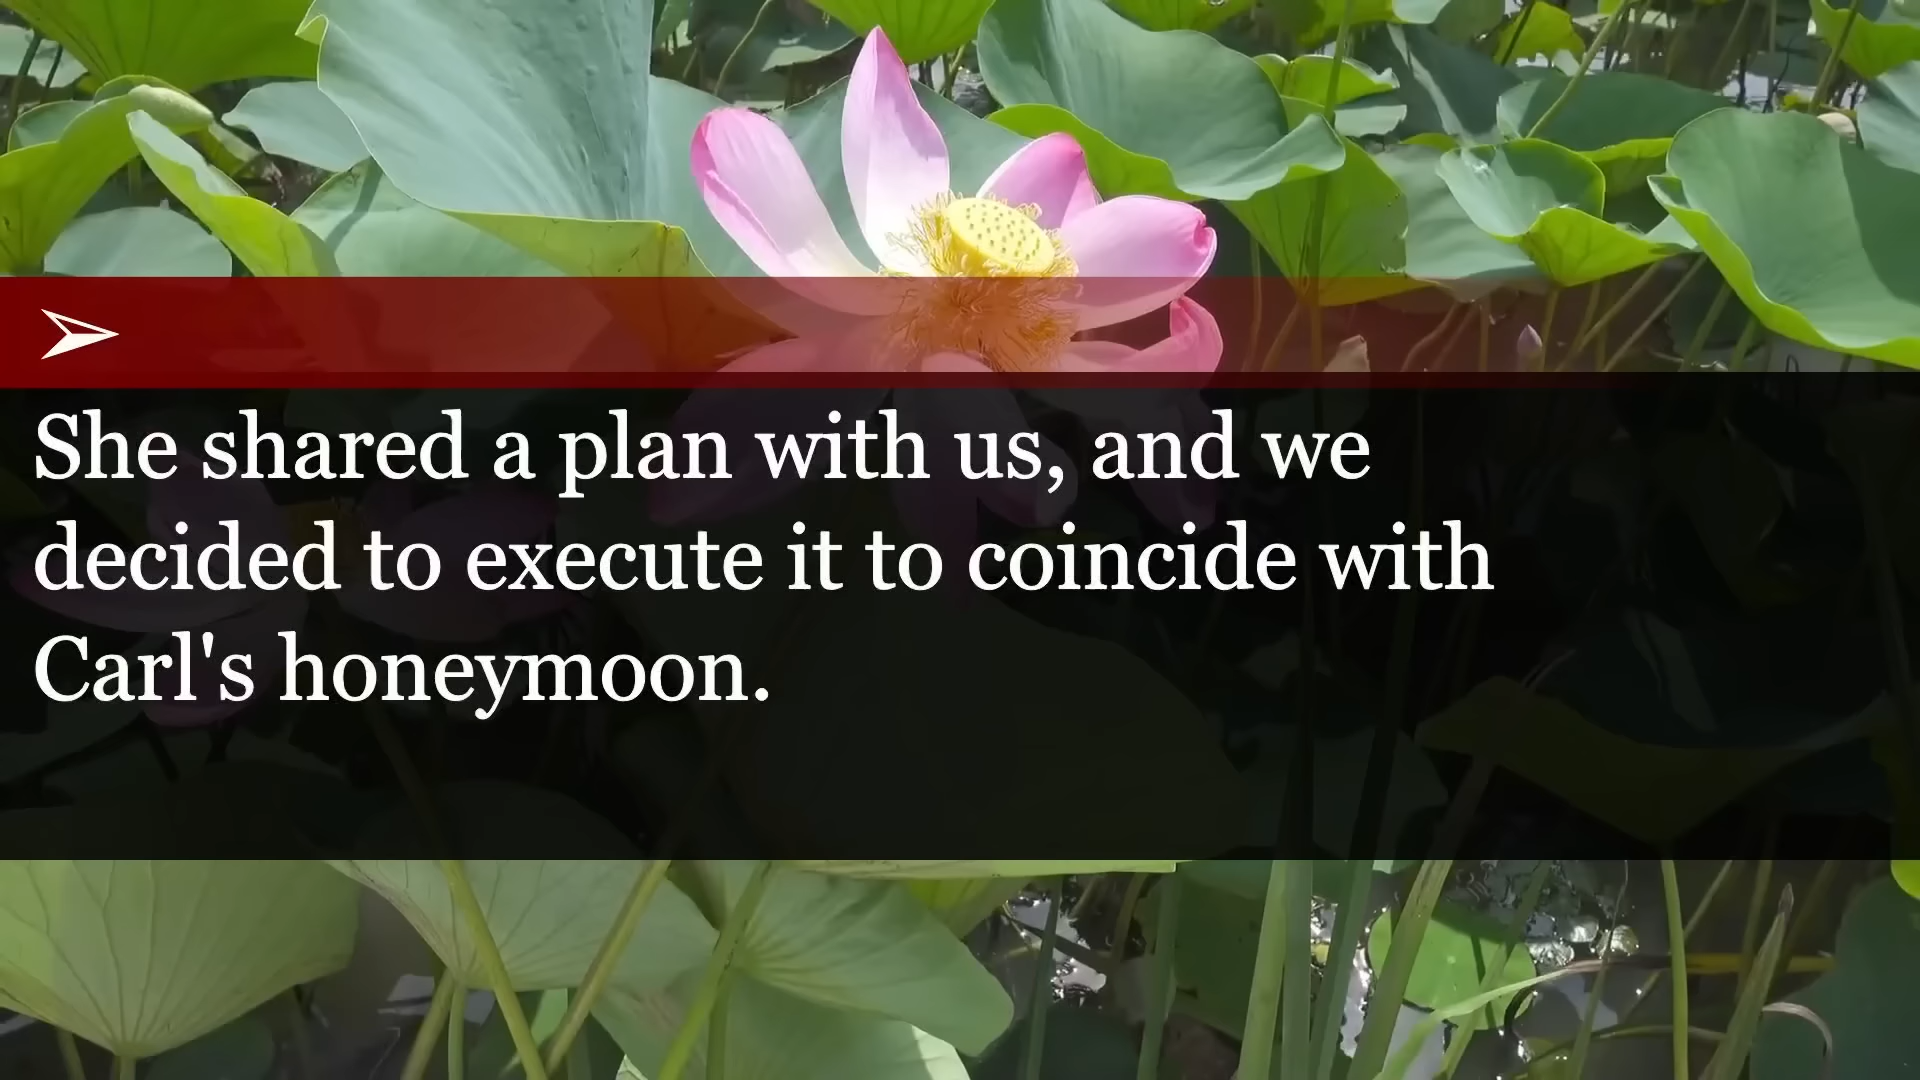 She shared a plan with us, and we
decided to execute it to coincide with
Carl's honeymoon.